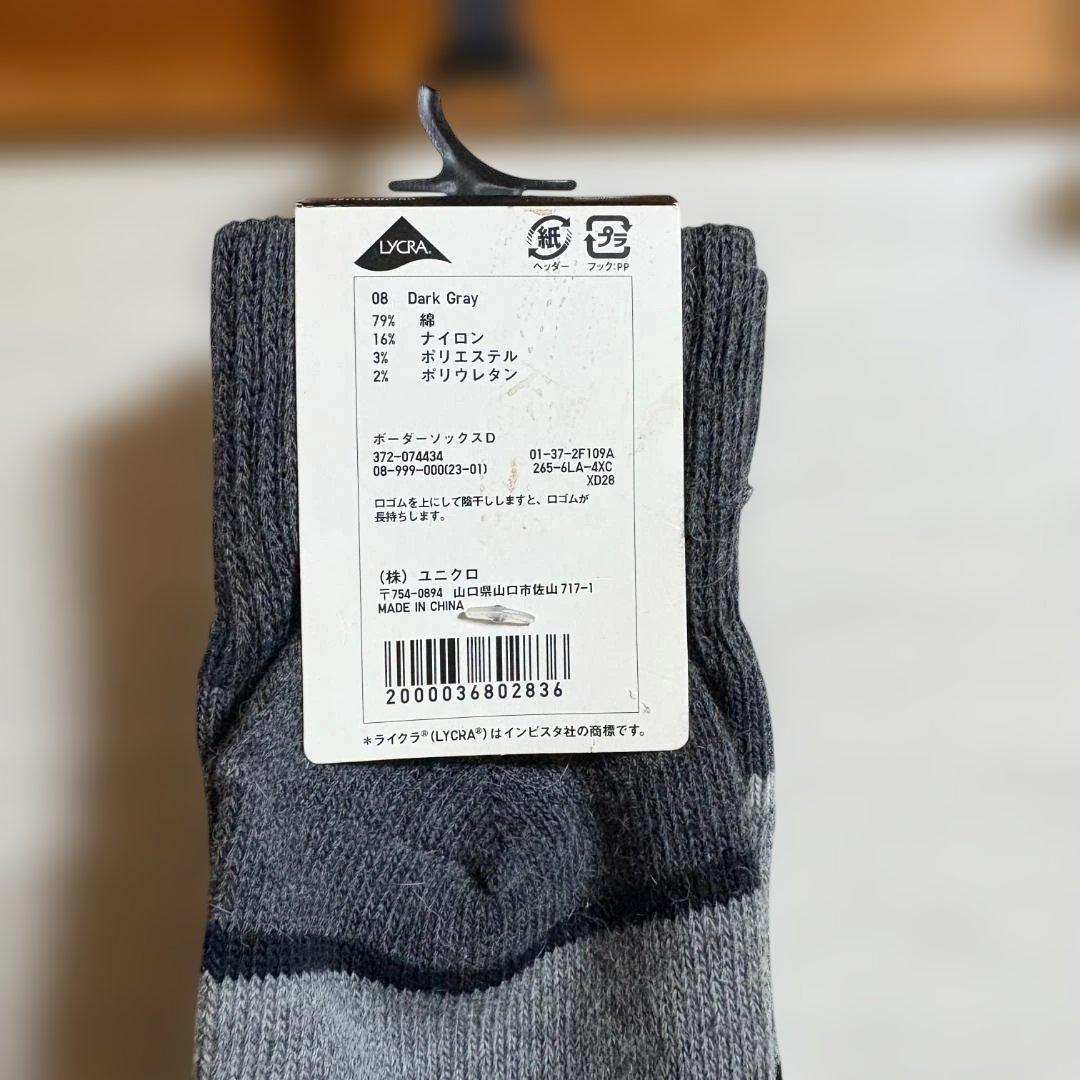 LYCRA®
紙
プラ
ヘッダー
フック:PP
08 Dark Gray
79% 綿
16% ナイロン
3% ポリエステル
2% ポリウレタン
ボーダーソックスD
372-074434 01-37-2F109A
08-999-000(23-01) 265-6LA-4XC
XD28
口ゴムを上にして陰干ししますと、口ゴムが
長持ちします。
(株)ユニクロ
〒754-0894 山口県山口市佐山717-1
MADE IN CHINA
2000036802836
*ライクラ®(LYCRA®)はインビスタ社の商標です。